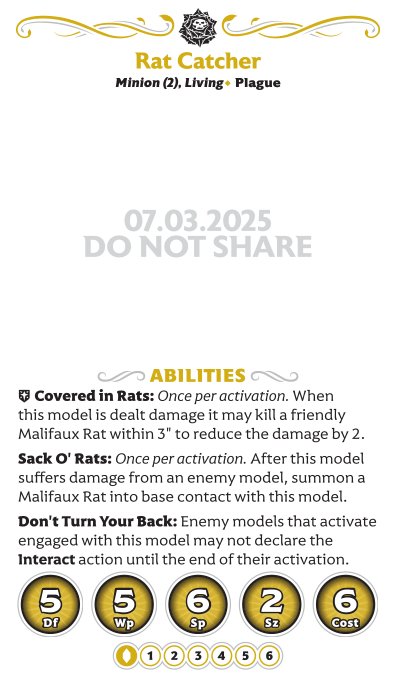 Rat Catcher
Minion (2), Living♦ Plague
07.03.2025
DO NOT SHARE
ABILITIES
Covered in Rats: Once per activation. When
this model is dealt damage it may kill a friendly
Malifaux Rat within 3" to reduce the damage by 2.
Sack O' Rats: Once per activation. After this model
suffers damage from an enemy model, summon a
Malifaux Rat into base contact with this model.
Don't Turn Your Back: Enemy models that activate
engaged with this model may not declare the
Interact action until the end of their activation.
5 5 6 2 6
Df Wp Sp Sz Cost
1 2 3 4 5 6